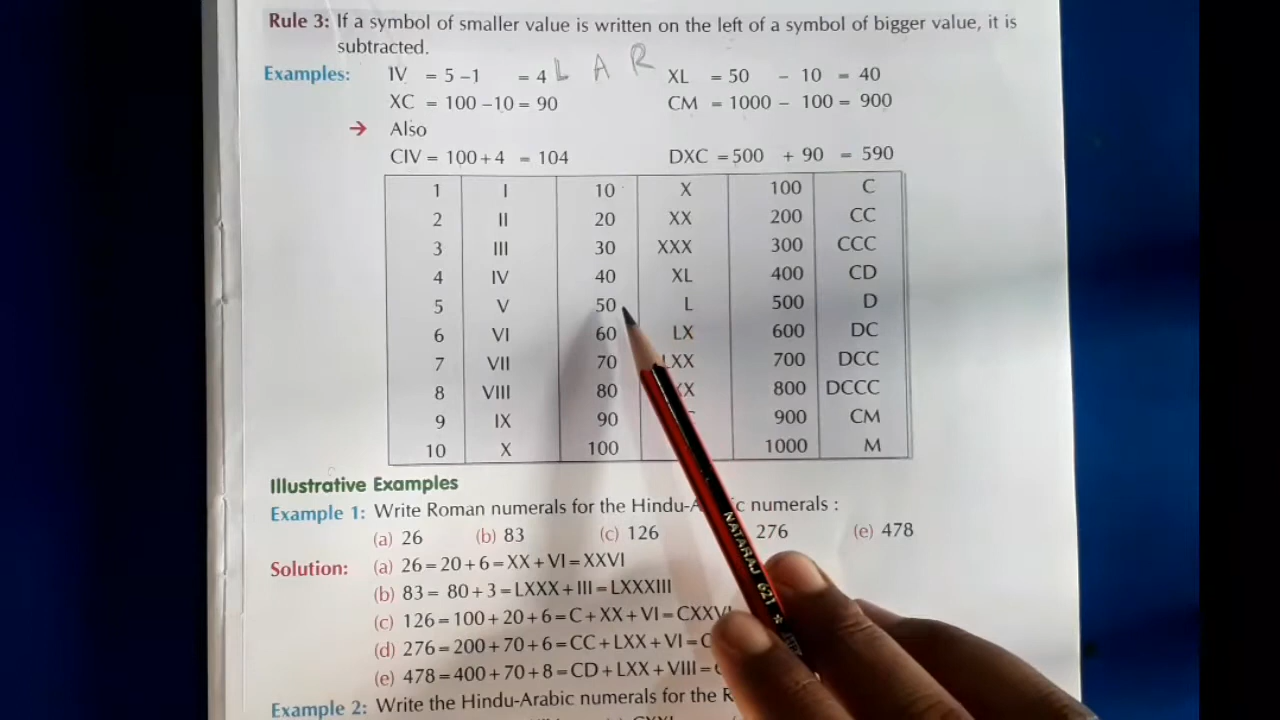 Rule 3: If a symbol of smaller value is written on the left of a symbol of bigger value, it is
subtracted.
L A R
Examples: IV = 5 –1 = 4 XL = 50 – 10 = 40
XC = 100 –10 = 90 CM = 1000 – 100 = 900
→ Also
CIV = 100 + 4 = 104 DXC = 500 + 90 = 590
1 I 10 X 100 C
2 II 20 XX 200 CC
3 III 30 XXX 300 CCC
4 IV 40 XL 400 CD
5 V 50 L 500 D
6 VI 60 LX 600 DC
7 VII 70 LXX 700 DCC
8 VIII 80 800 DCCC
9 IX 90 900 CM
10 X 100 1000 M
Illustrative Examples
Example 1: Write Roman numerals for the Hindu-A c numerals :
(a) 26 (b) 83 (c) 126 276 (e) 478
Solution: (a) 26 = 20 + 6 = XX + VI = XXVI
(b) 83 = 80 + 3 = LXXX + III = LXXXIII
(c) 126 = 100 + 20 + 6 = C + XX + VI = CXXVI
(d) 276 = 200 + 70 + 6 = CC + LXX + VI =
(e) 478 = 400 + 70 + 8 = CD + LXX + VIII =
Example 2: Write the Hindu-Arabic numerals for the
NATARAJ 621